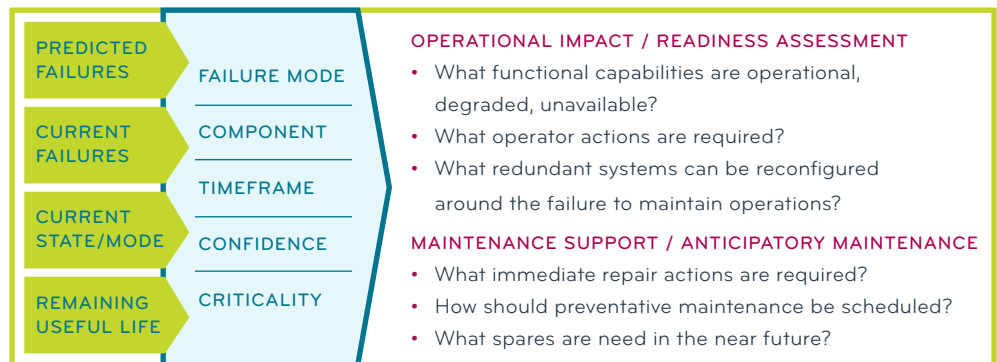 PREDICTED
FAILURES
CURRENT
FAILURES
CURRENT
STATE/MODE
REMAINING
USEFUL LIFE
FAILURE MODE
COMPONENT
TIMEFRAME
CONFIDENCE
CRITICALITY
OPERATIONAL IMPACT / READINESS ASSESSMENT
• What functional capabilities are operational,
degraded, unavailable?
• What operator actions are required?
• What redundant systems can be reconfigured
around the failure to maintain operations?
MAINTENANCE SUPPORT / ANTICIPATORY MAINTENANCE
• What immediate repair actions are required?
• How should preventative maintenance be scheduled?
• What spares are need in the near future?